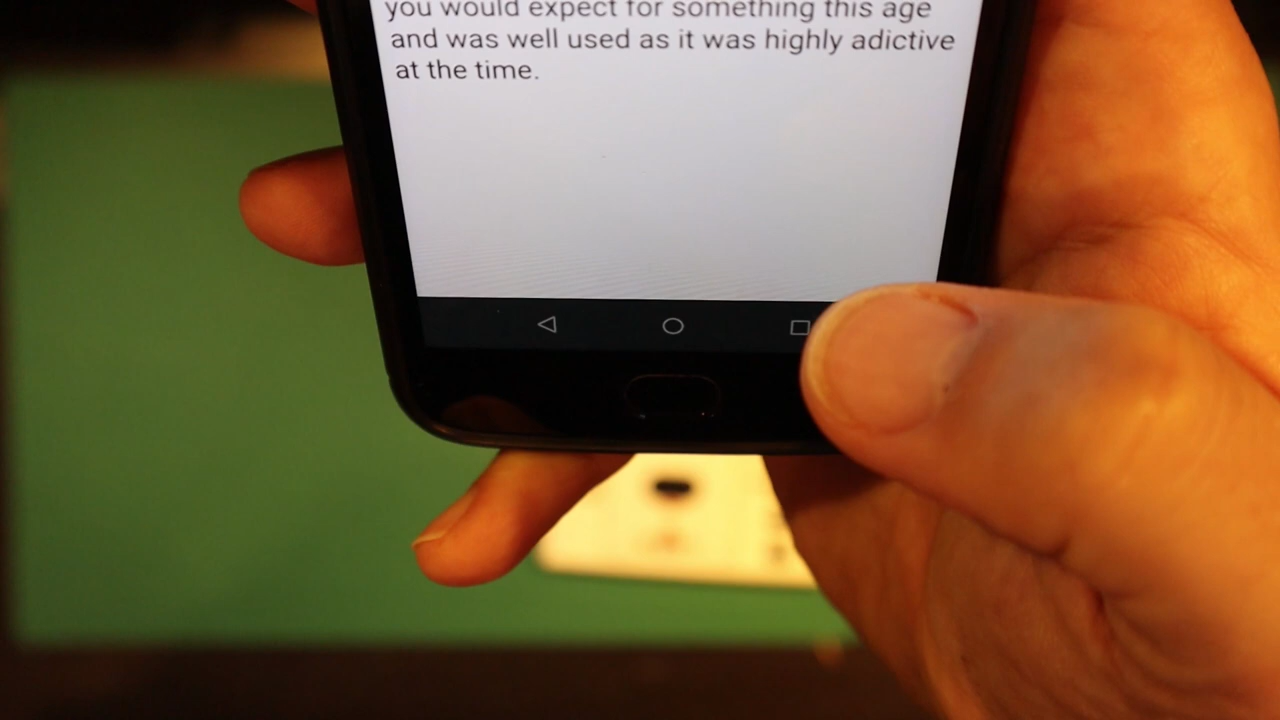 you would expect for something this age
and was well used as it was highly adictive
at the time.